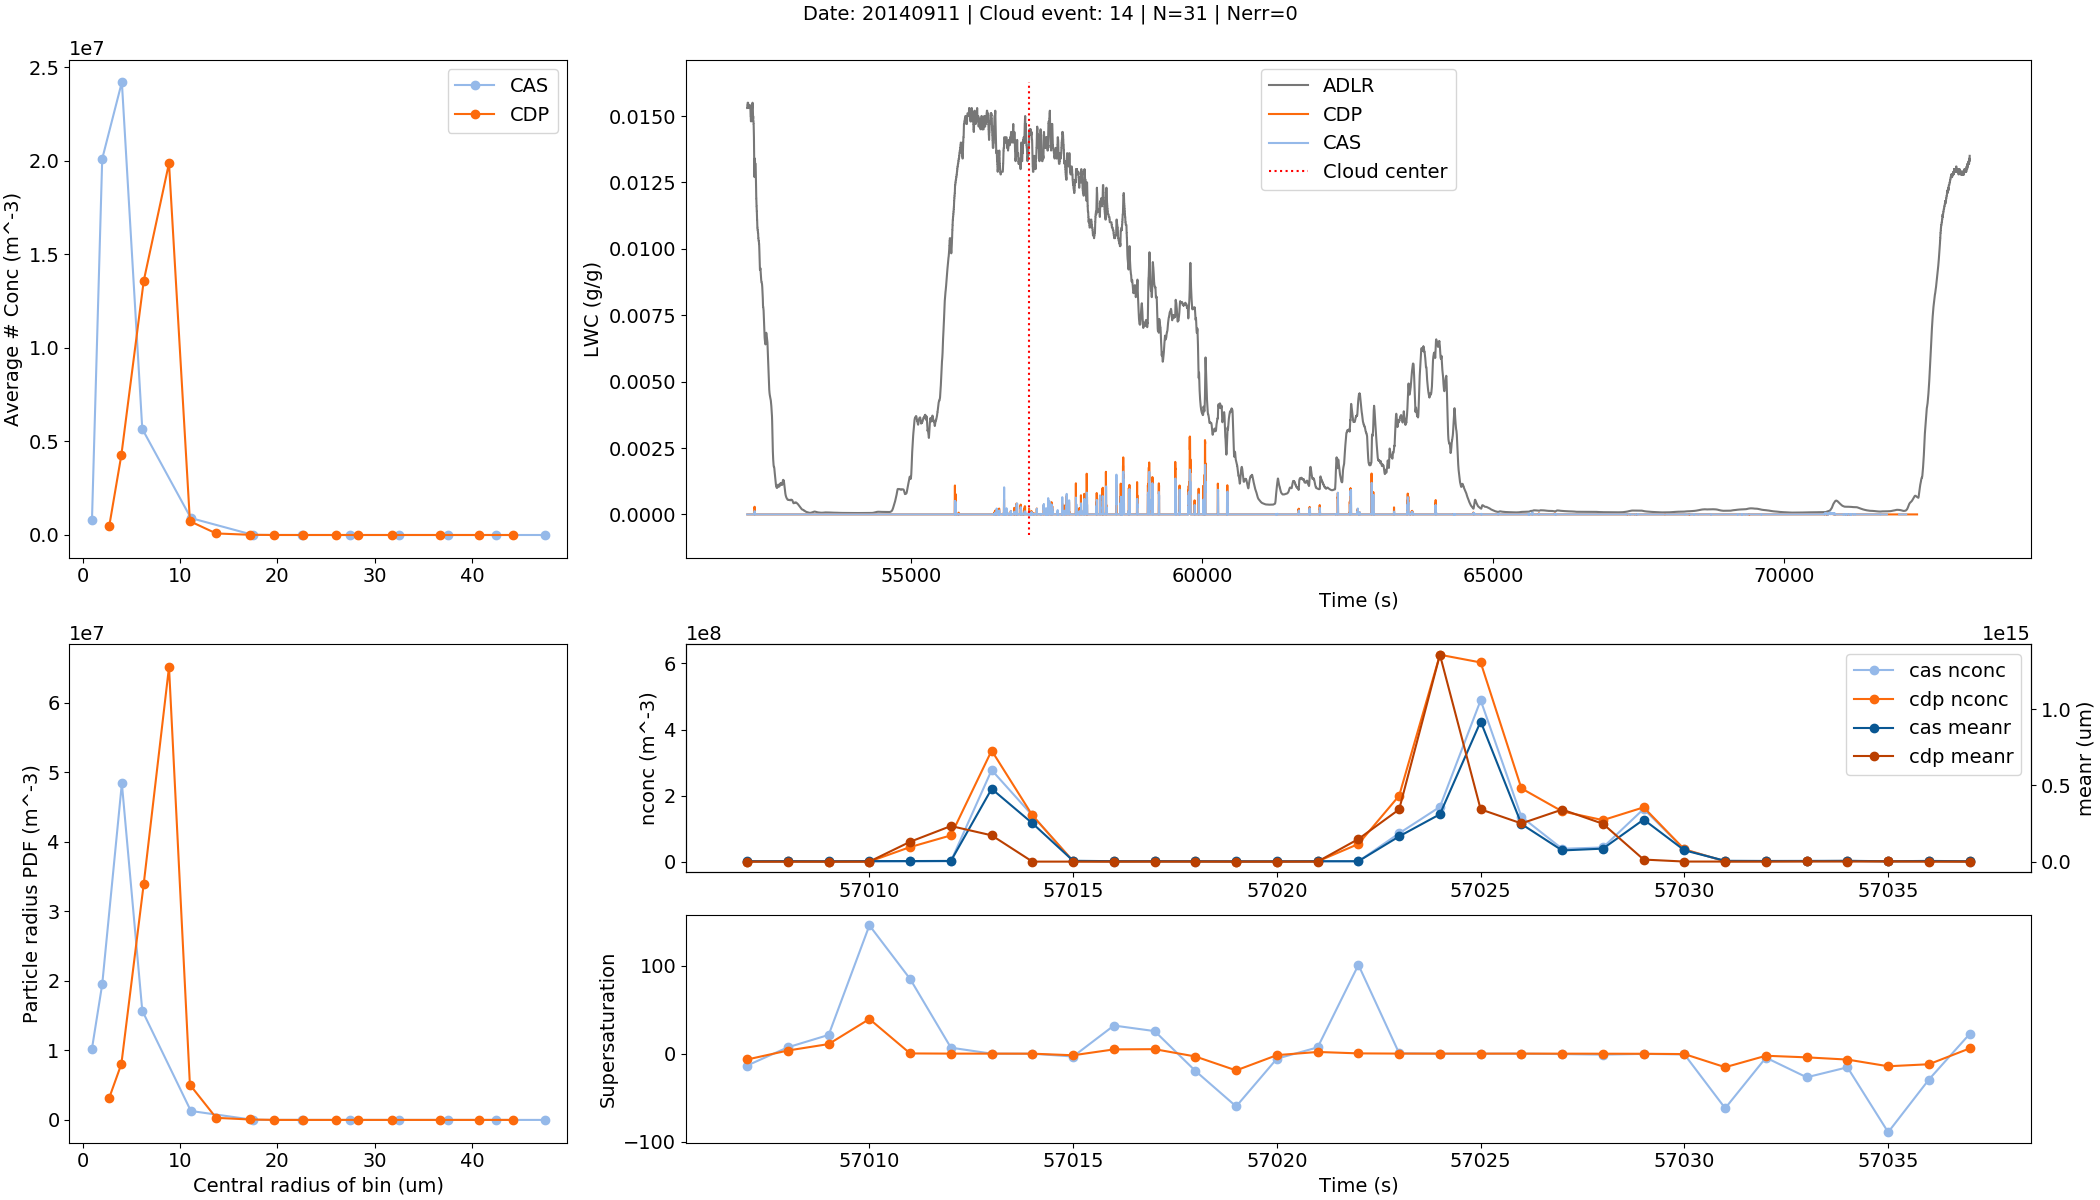 Date: 20140911 | Cloud event: 14 | N=31 | Nerr=0
1e7
2.5
2.0
1.5
1.0
0.5
0.0
Average # Conc (m^-3)
CAS
CDP
0 10 20 30 40
LWC (g/g)
0.0150
0.0125
0.0100
0.0075
0.0050
0.0025
0.0000
ADLR
CDP
CAS
Cloud center
55000 60000 65000 70000
Time (s)
1e7
6
5
4
3
2
1
0
Particle radius PDF (m^-3)
0 10 20 30 40
Central radius of bin (um)
1e8
1e15
6
4
2
0
nconc (m^-3)
cas nconc
cdp nconc
cas meanr
cdp meanr
1.0
0.5
0.0
meanr (um)
57010 57015 57020 57025 57030 57035
100
0
−100
Supersaturation
57010 57015 57020 57025 57030 57035
Time (s)